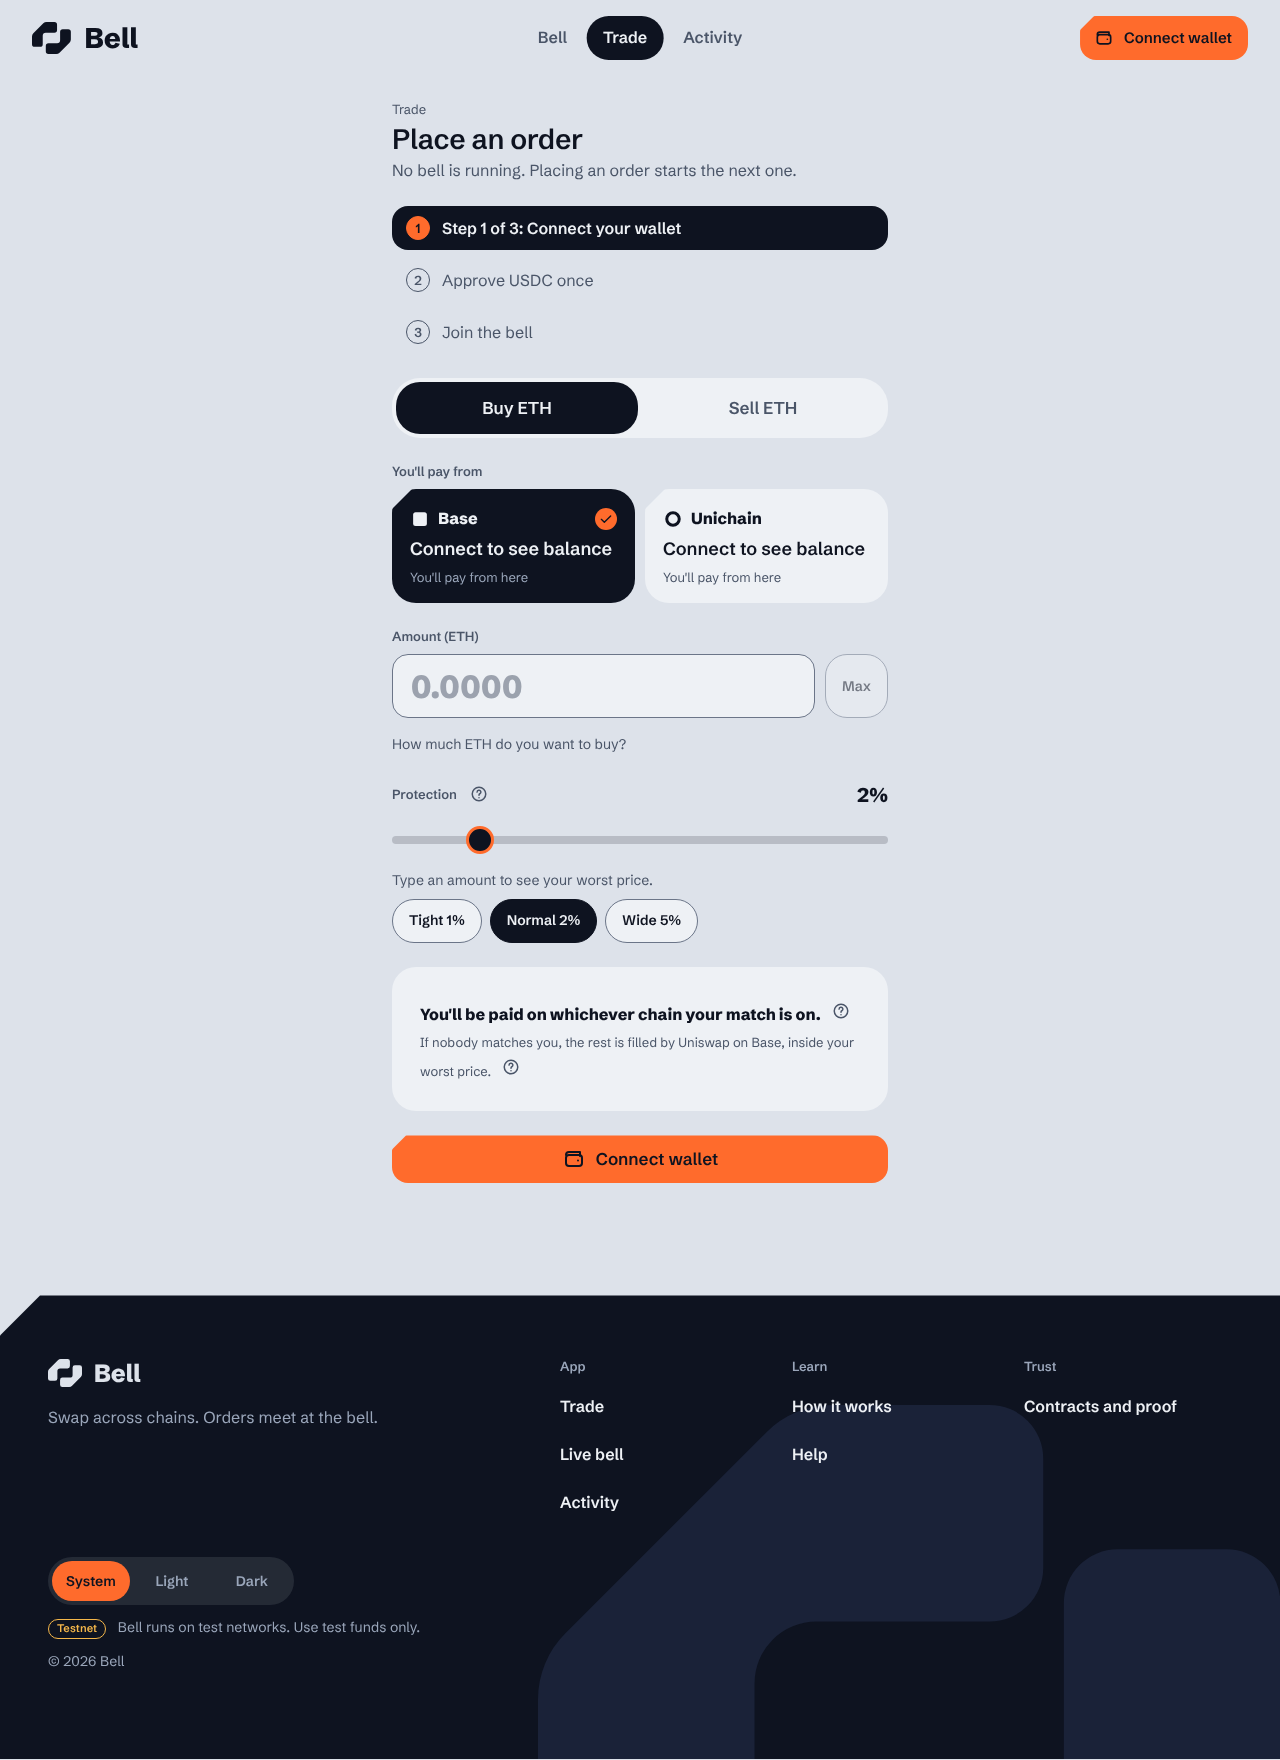 Bell
Bell
Trade
Activity
Connect wallet
Trade
Place an order
No bell is running. Placing an order starts the next one.
1
Step 1 of 3: Connect your wallet
2
Approve USDC once
3
Join the bell
Buy ETH
Sell ETH
You'll pay from
Base
Connect to see balance
You'll pay from here
Unichain
Connect to see balance
You'll pay from here
Amount (ETH)
0.0000
Max
How much ETH do you want to buy?
Protection
2%
Type an amount to see your worst price.
Tight 1%
Normal 2%
Wide 5%
You'll be paid on whichever chain your match is on.
If nobody matches you, the rest is filled by Uniswap on Base, inside your
worst price.
Connect wallet
Bell
Swap across chains. Orders meet at the bell.
App
Trade
Live bell
Activity
Learn
How it works
Help
Trust
Contracts and proof
System
Light
Dark
Testnet
Bell runs on test networks. Use test funds only.
© 2026 Bell